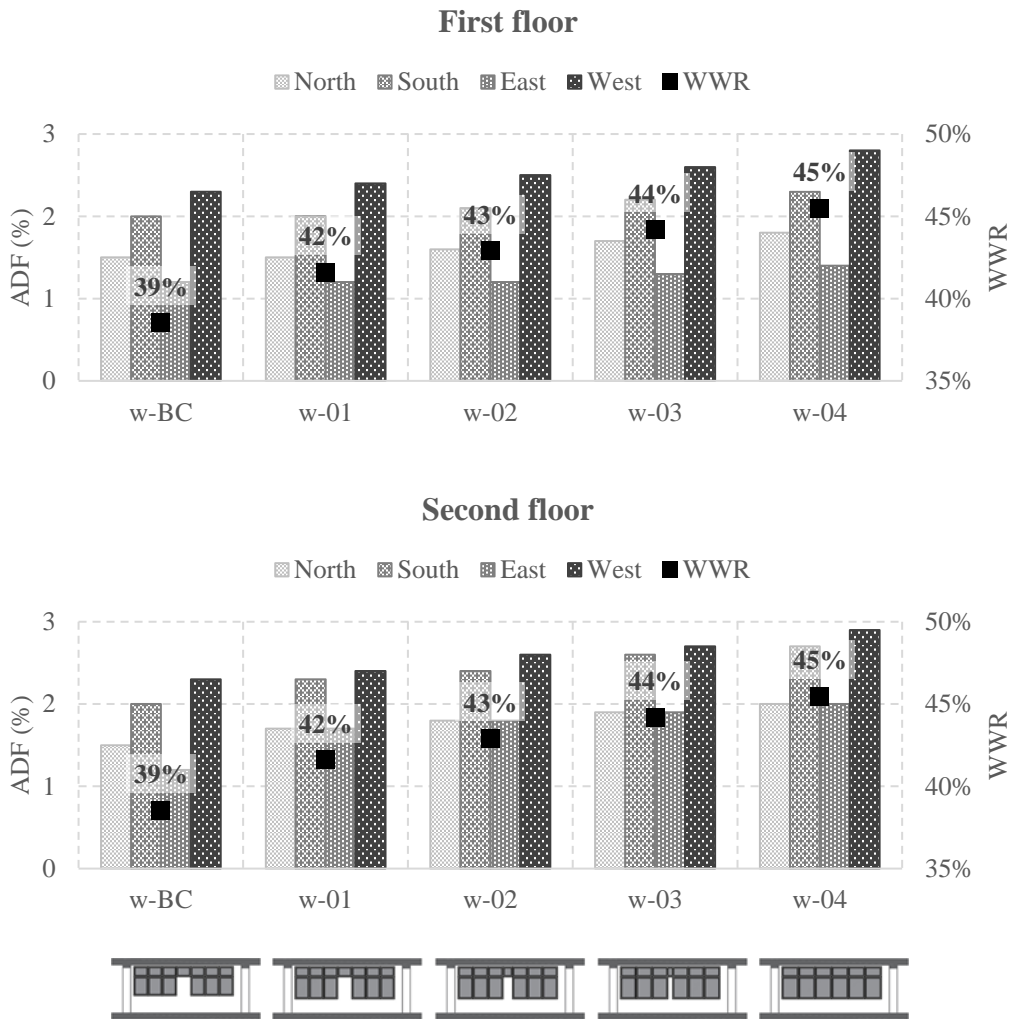 First floor
North South East West WWR
3 50%
2 45%
1 40%
0 35%
ADF (%)
WWR
39% 42% 43% 44% 45%
w-BC w-01 w-02 w-03 w-04
Second floor
North South East West WWR
3 50%
2 45%
1 40%
0 35%
ADF (%)
WWR
39% 42% 43% 44% 45%
w-BC w-01 w-02 w-03 w-04